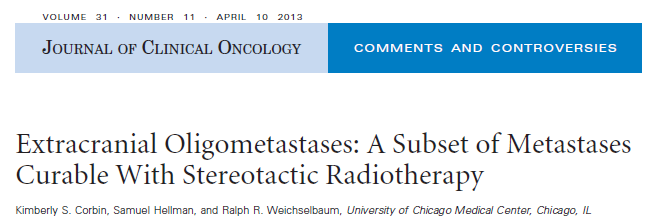 VOLUME 31 · NUMBER 11 · APRIL 10 2013
JOURNAL OF CLINICAL ONCOLOGY
COMMENTS AND CONTROVERSIES
Extracranial Oligometastases: A Subset of Metastases
Curable With Stereotactic Radiotherapy
Kimberly S. Corbin, Samuel Hellman, and Ralph R. Weichselbaum, University of Chicago Medical Center, Chicago, IL